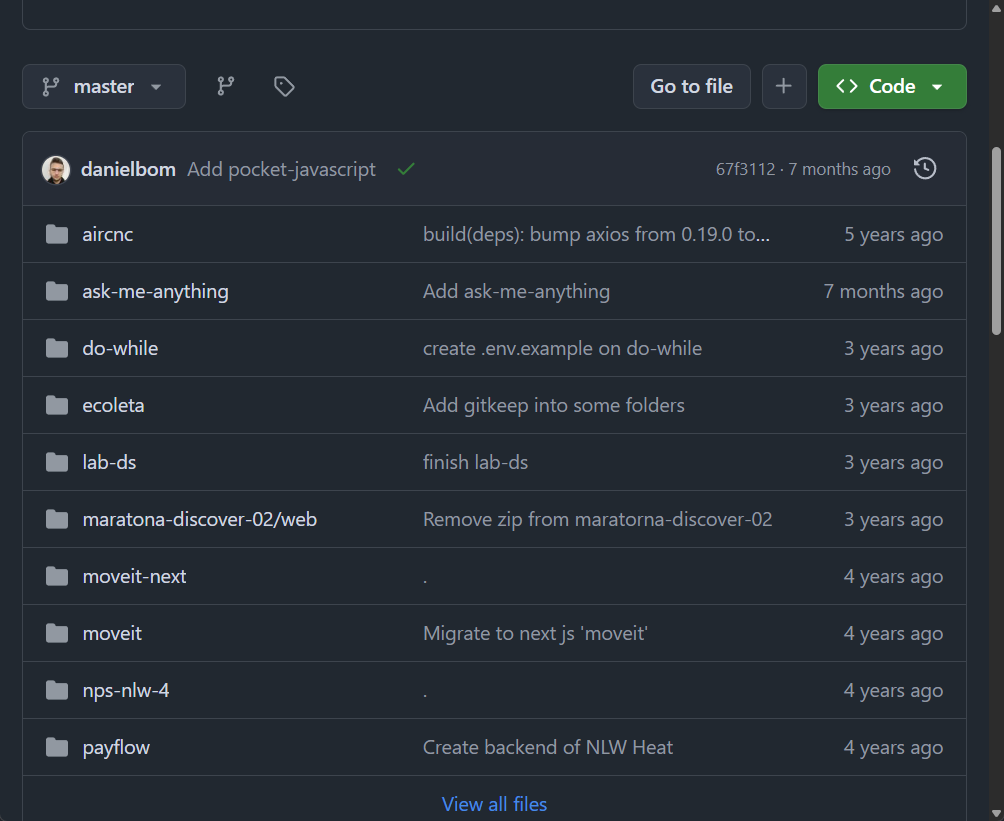 master Go to file Code
danielbom Add pocket-javascript 67f3112 · 7 months ago
aircnc build(deps): bump axios from 0.19.0 to... 5 years ago
ask-me-anything Add ask-me-anything 7 months ago
do-while create .env.example on do-while 3 years ago
ecoleta Add gitkeep into some folders 3 years ago
lab-ds finish lab-ds 3 years ago
maratona-discover-02/web Remove zip from maratorna-discover-02 3 years ago
moveit-next . 4 years ago
moveit Migrate to next js 'moveit' 4 years ago
nps-nlw-4 . 4 years ago
payflow Create backend of NLW Heat 4 years ago
View all files